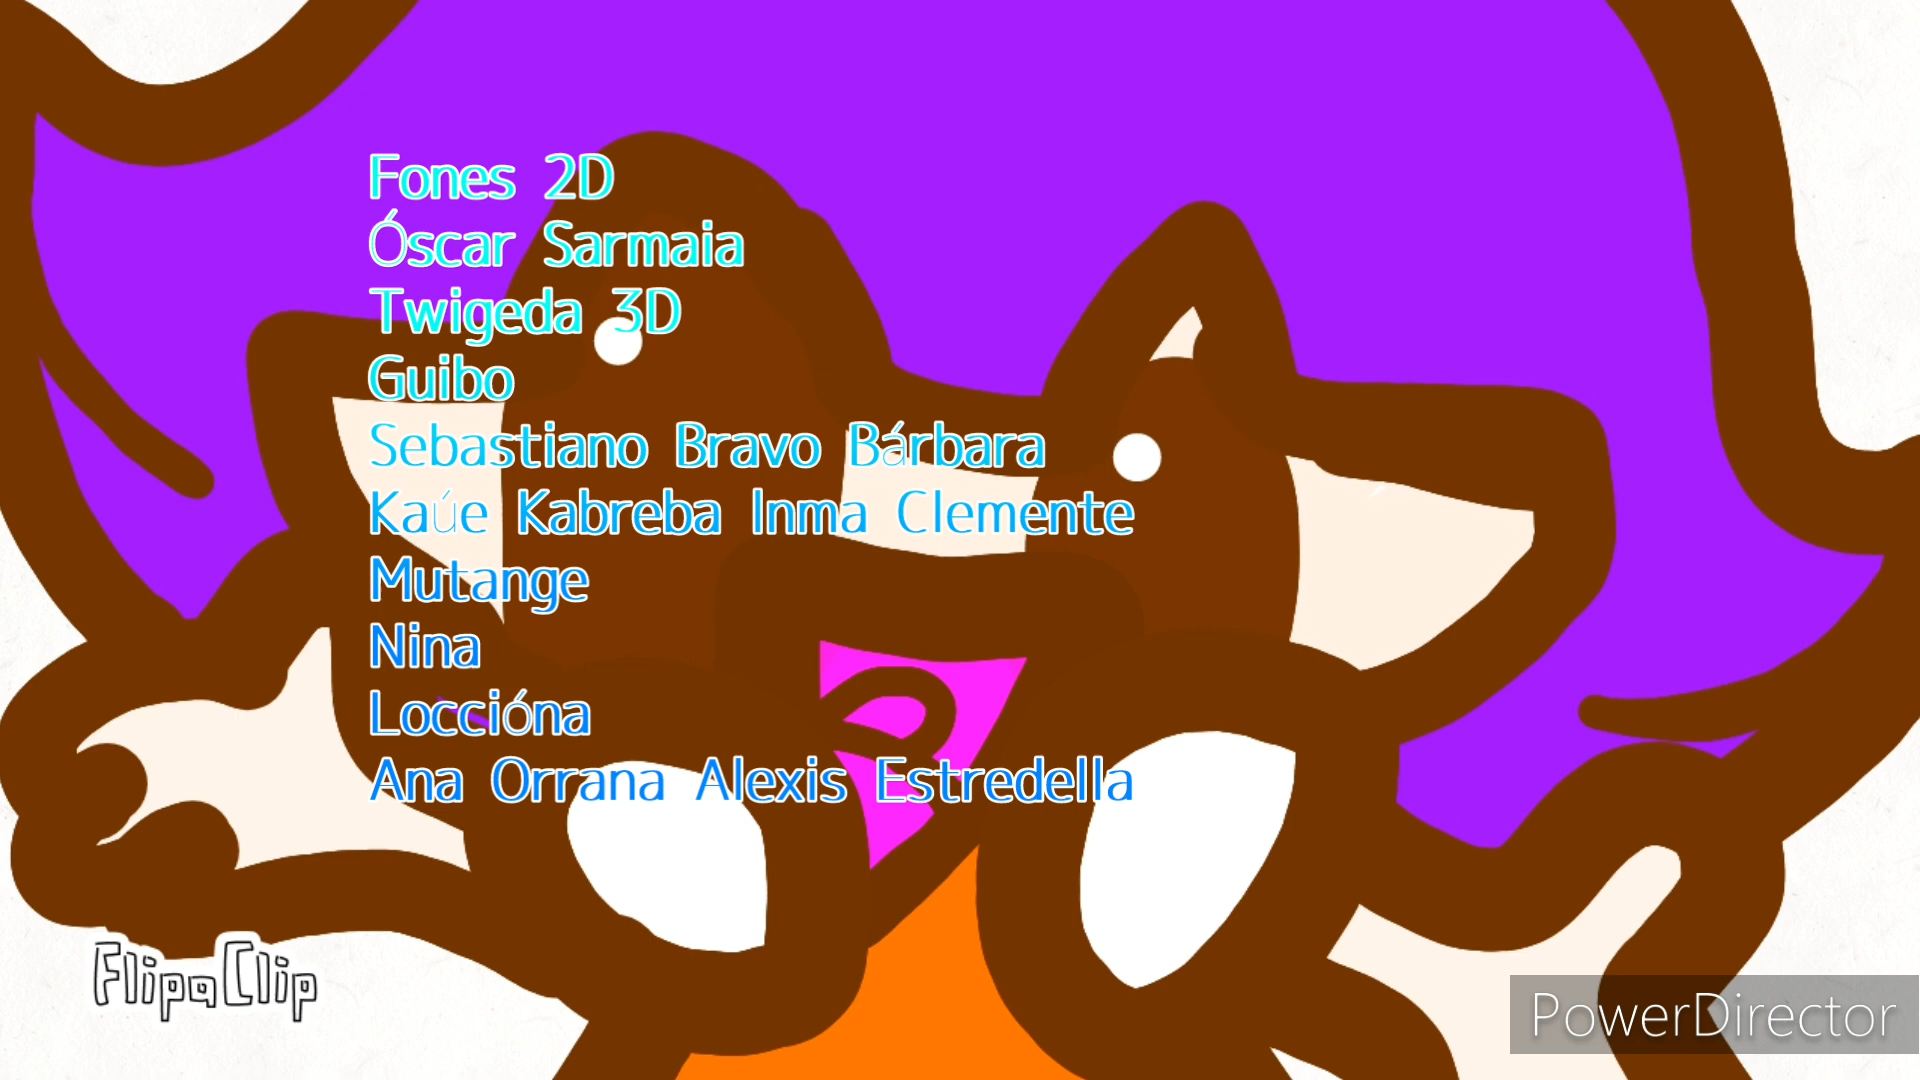 Fones 2D
Óscar Sarmaia
Twigeda 3D
Guibo
Sebastiano Bravo Bárbara
Kaúe Kabreba Inma Clemente
Mutange
Nina
Loccióna
Ana Orrana Alexis Estredella
FlipaClip
PowerDirector